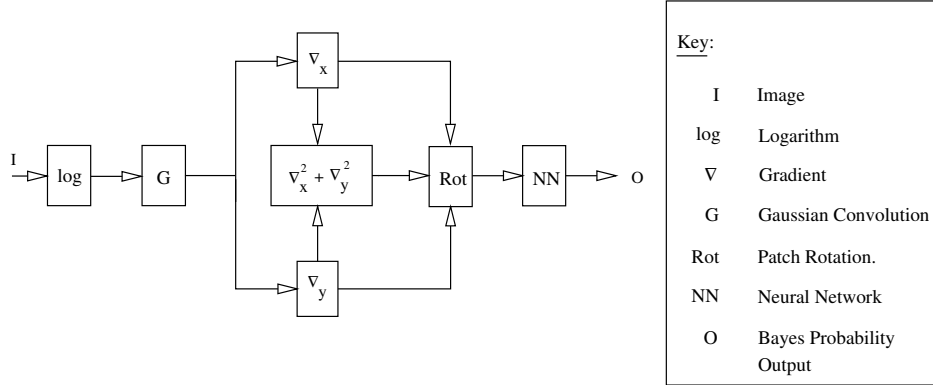 I
log
G
∇x
∇x² + ∇y²
∇y
Rot
NN
O
Key:
I Image
log Logarithm
∇ Gradient
G Gaussian Convolution
Rot Patch Rotation.
NN Neural Network
O Bayes Probability
Output